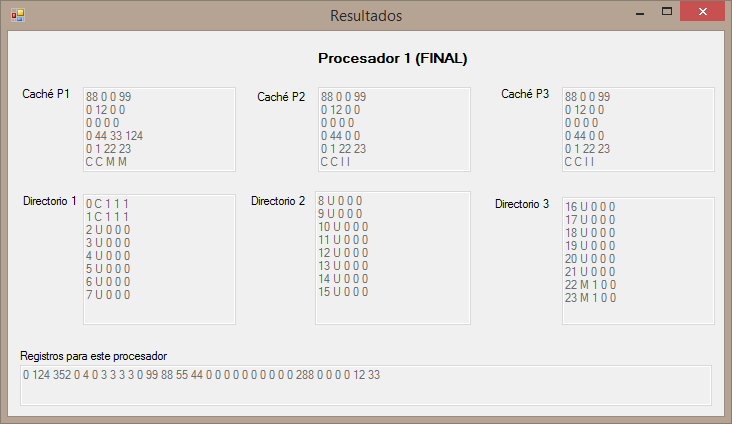 Resultados
Procesador 1 (FINAL)
Caché P1
88 0 0 99
0 12 0 0
0 0 0 0
0 44 33 124
0 1 22 23
C C M M
Caché P2
88 0 0 99
0 12 0 0
0 0 0 0
0 44 0 0
0 1 22 23
C C I I
Caché P3
88 0 0 99
0 12 0 0
0 0 0 0
0 44 0 0
0 1 22 23
C C I I
Directorio 1
0 C 1 1 1
1 C 1 1 1
2 U 0 0 0
3 U 0 0 0
4 U 0 0 0
5 U 0 0 0
6 U 0 0 0
7 U 0 0 0
Directorio 2
8 U 0 0 0
9 U 0 0 0
10 U 0 0 0
11 U 0 0 0
12 U 0 0 0
13 U 0 0 0
14 U 0 0 0
15 U 0 0 0
Directorio 3
16 U 0 0 0
17 U 0 0 0
18 U 0 0 0
19 U 0 0 0
20 U 0 0 0
21 U 0 0 0
22 M 1 0 0
23 M 1 0 0
Registros para este procesador
0 124 352 0 4 0 3 3 3 3 0 99 88 55 44 0 0 0 0 0 0 0 0 0 0 288 0 0 0 0 12 33